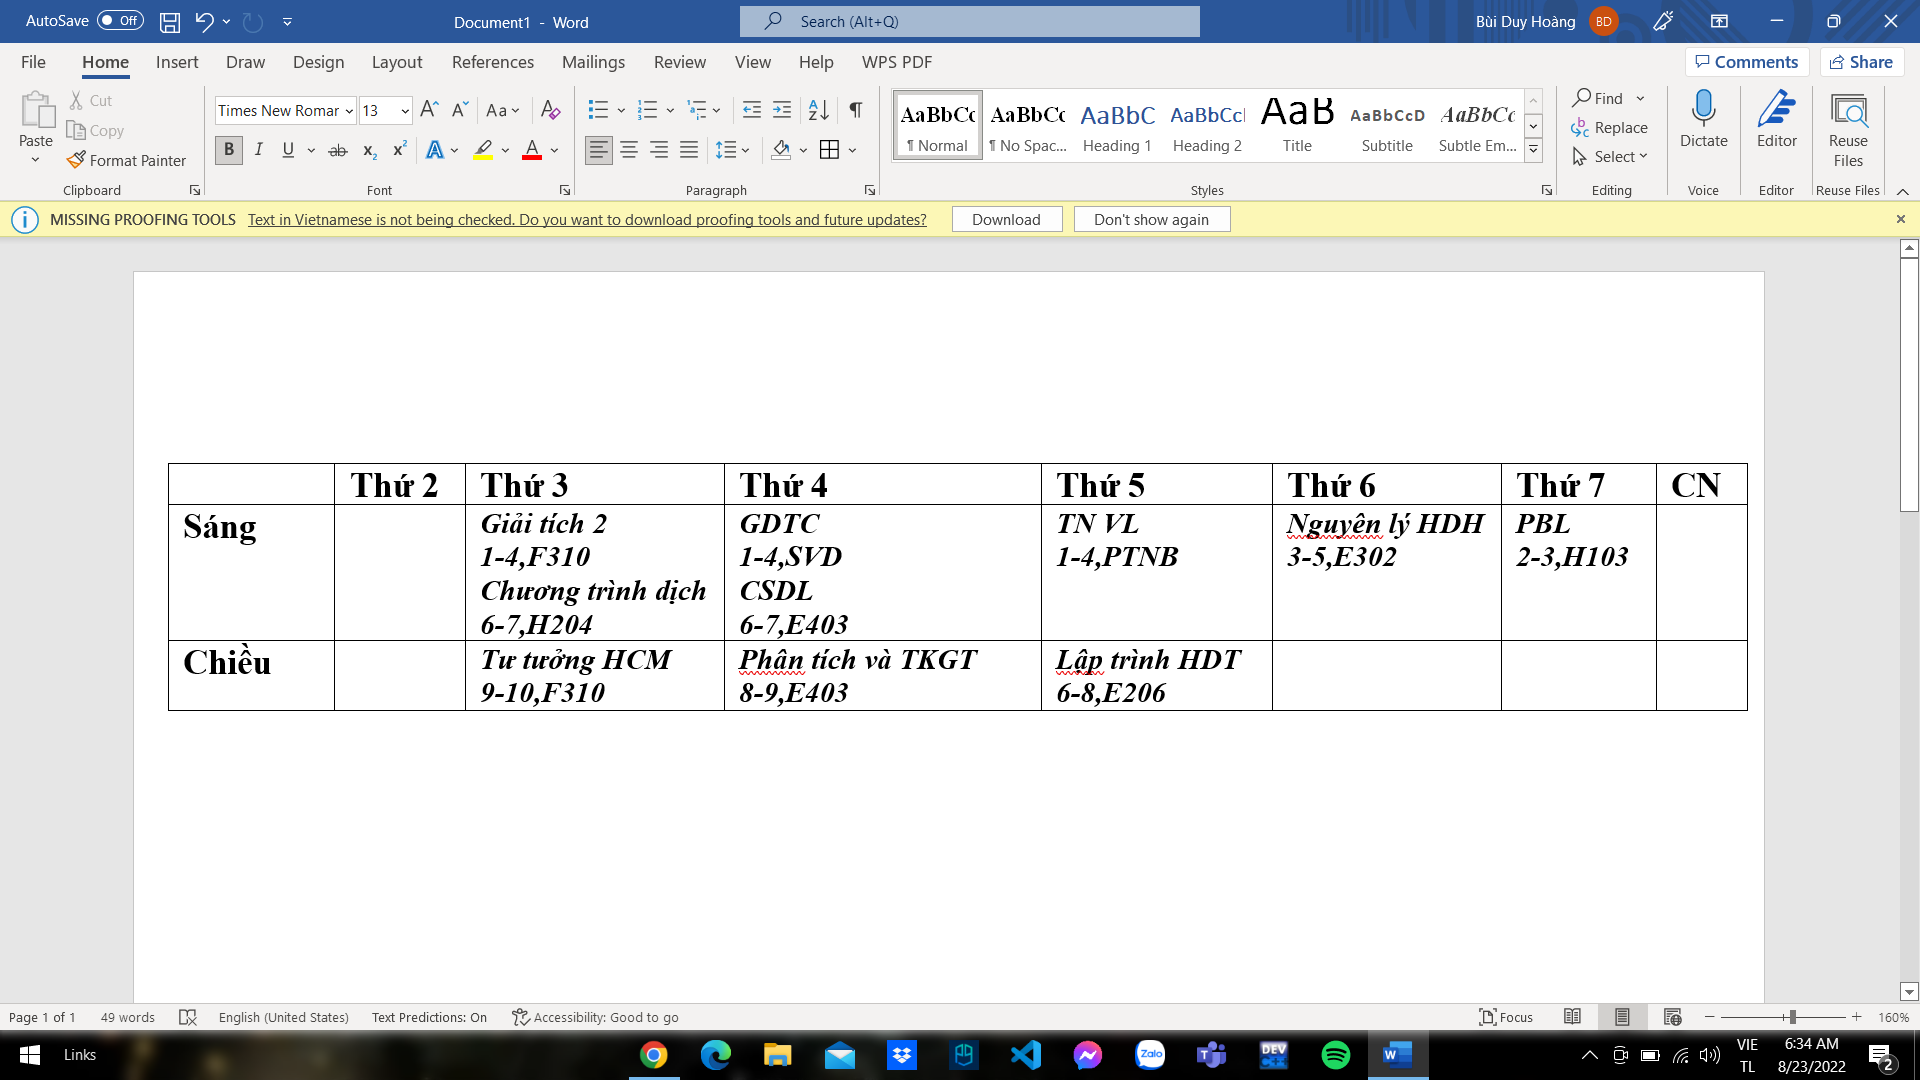 AutoSave Off Document1 - Word Search (Alt+Q) Bùi Duy Hoàng BD
File Home Insert Draw Design Layout References Mailings Review View Help WPS PDF Comments Share
Paste Cut Copy Format Painter
Clipboard
Times New Romar 13
Font
Paragraph
AaBbCc AaBbCc AaBbC AaBbCcl AaB AaBbCcD AaBbCc
¶ Normal ¶ No Spac... Heading 1 Heading 2 Title Subtitle Subtle Em...
Styles
Find
Replace
Select
Editing
Dictate
Voice
Editor
Editor
Reuse
Files
Reuse Files
MISSING PROOFING TOOLS Text in Vietnamese is not being checked. Do you want to download proofing tools and future updates? Download Don't show again
Thứ 2 Thứ 3 Thứ 4 Thứ 5 Thứ 6 Thứ 7 CN
Sáng
Giải tích 2
1-4,F310
Chương trình dịch
6-7,H204
GDTC
1-4,SVD
CSDL
6-7,E403
TN VL
1-4,PTNB
Nguyên lý HDH
3-5,E302
PBL
2-3,H103
Chiều
Tư tưởng HCM
9-10,F310
Phân tích và TKGT
8-9,E403
Lập trình HDT
6-8,E206
Page 1 of 1 49 words English (United States) Text Predictions: On Accessibility: Good to go Focus 160%
Links
Zalo
DEV C++
VIE
TL
6:34 AM
8/23/2022
2